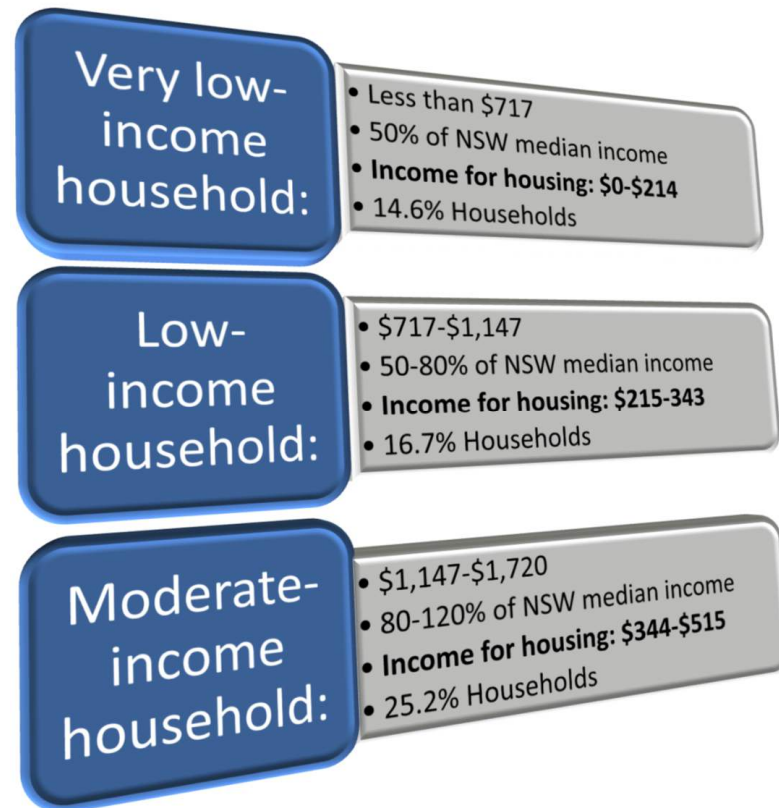 Very low-
income
household:
• Less than $717
• 50% of NSW median income
• Income for housing: $0-$214
• 14.6% Households
Low-
income
household:
• $717-$1,147
• 50-80% of NSW median income
• Income for housing: $215-343
• 16.7% Households
Moderate-
income
household:
• $1,147-$1,720
• 80-120% of NSW median income
• Income for housing: $344-$515
• 25.2% Households